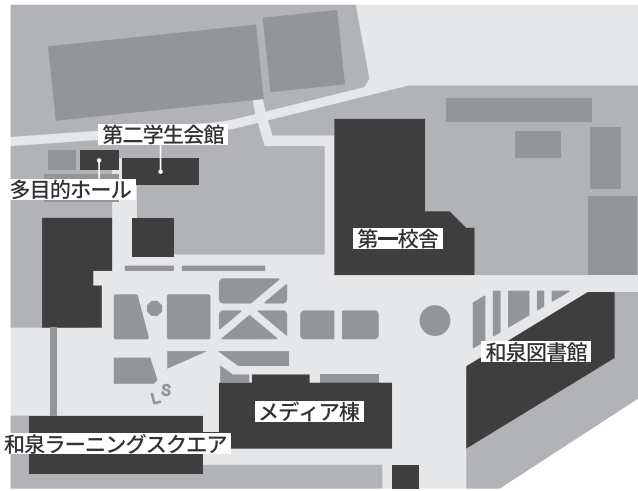 第二学生会館
多目的ホール
第一校舎
和泉図書館
メディア棟
LS
和泉ラーニングスクエア